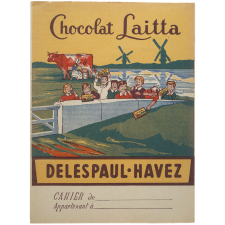 Chocolat Laitta
DELESPAUL-HAVEZ
CAHIER de
Appartenant à